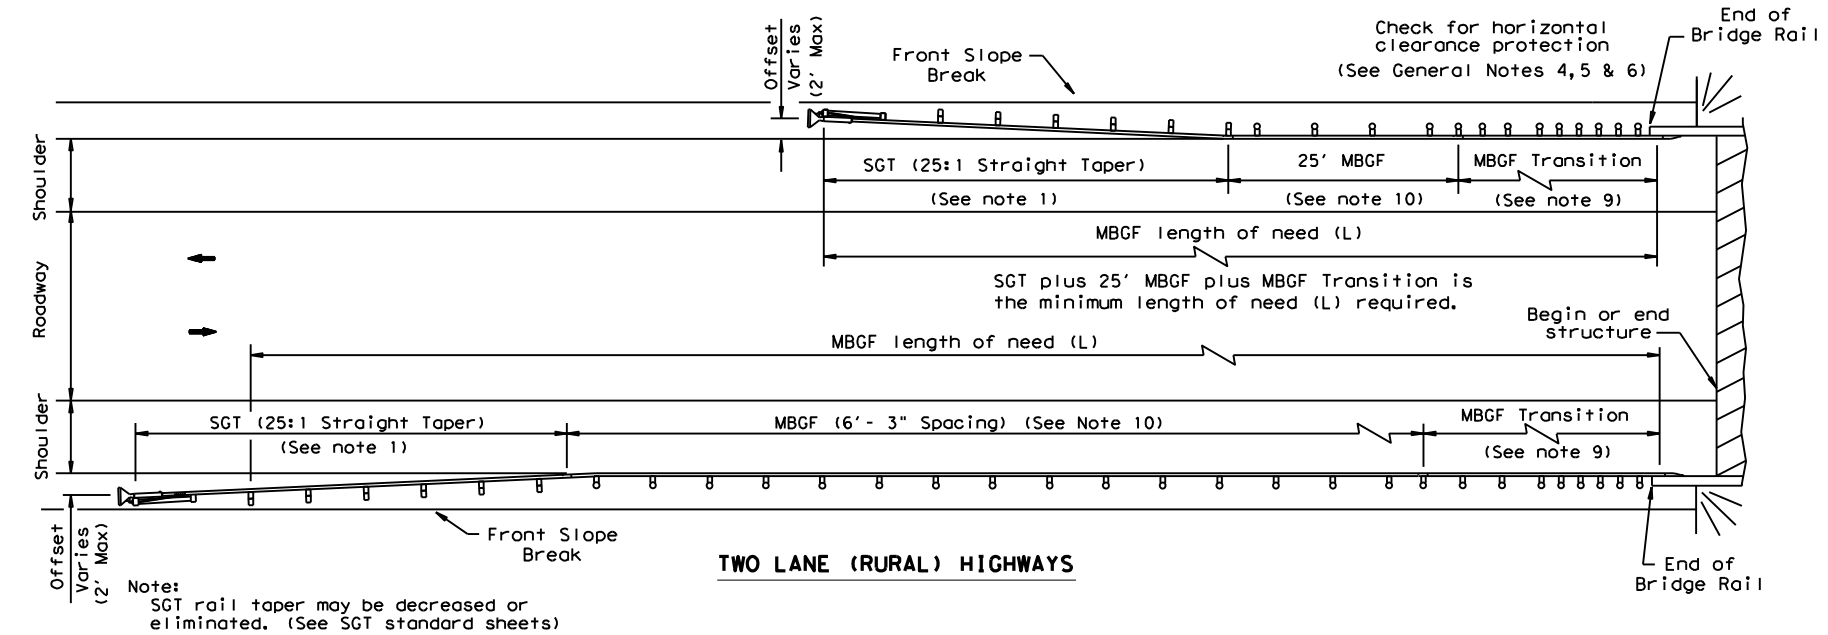 Offset
Varies
(2' Max)
Front Slope
Break
Check for horizontal
clearance protection
(See General Notes 4,5 & 6)
End of
Bridge Rail
Shoulder
SGT (25:1 Straight Taper)
(See note 1)
25' MBGF
(See note 10)
MBGF Transition
(See note 9)
MBGF length of need (L)
SGT plus 25' MBGF plus MBGF Transition is
the minimum length of need (L) required.
Roadway
Begin or end
structure
MBGF length of need (L)
Shoulder
SGT (25:1 Straight Taper)
(See note 1)
MBGF (6'- 3" Spacing) (See Note 10)
MBGF Transition
(See note 9)
Offset
Varies
(2' Max)
Front Slope
Break
End of
Bridge Rail
TWO LANE (RURAL) HIGHWAYS
Note:
SGT rail taper may be decreased or
eliminated. (See SGT standard sheets)